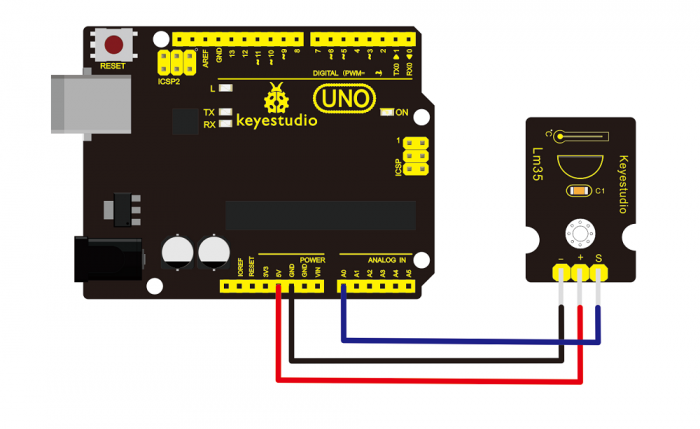 RESET
ICSP2
AREF
GND
13
12
~11
~10
~9
8
7
~6
~5
4
~3
2
TX0▶1
RX0◀0
DIGITAL (PWM~
L
TX
RX
keyestudio
UNO
ON
1
ICSP
IOREF
RESET
3V3
5V
GND
GND
VIN
POWER
ANALOG IN
A0
A1
A2
A3
A4
A5
Lm35
C1
Keyestudio
-
+
S